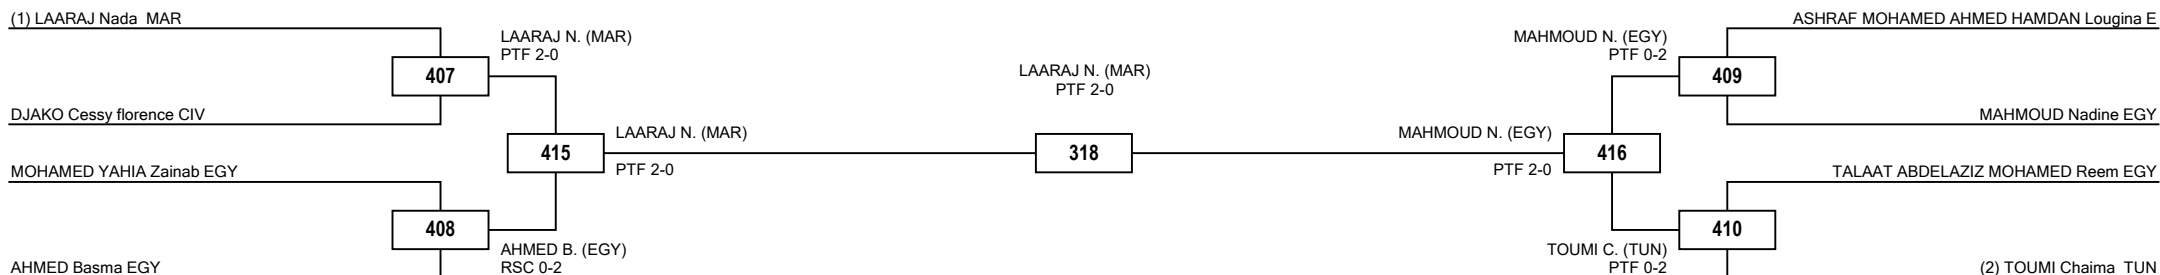 (1) LAARAJ Nada MAR
LAARAJ N. (MAR)
PTF 2-0
407
DJAKO Cessy florence CIV
415
LAARAJ N. (MAR)
PTF 2-0
MOHAMED YAHIA Zainab EGY
408
AHMED B. (EGY)
RSC 0-2
AHMED Basma EGY
LAARAJ N. (MAR)
PTF 2-0
318
ASHRAF MOHAMED AHMED HAMDAN Lougina E
MAHMOUD N. (EGY)
PTF 0-2
409
MAHMOUD Nadine EGY
MAHMOUD N. (EGY)
PTF 2-0
416
TALAAT ABDELAZIZ MOHAMED Reem EGY
410
TOUMI C. (TUN)
PTF 0-2
(2) TOUMI Chaima TUN